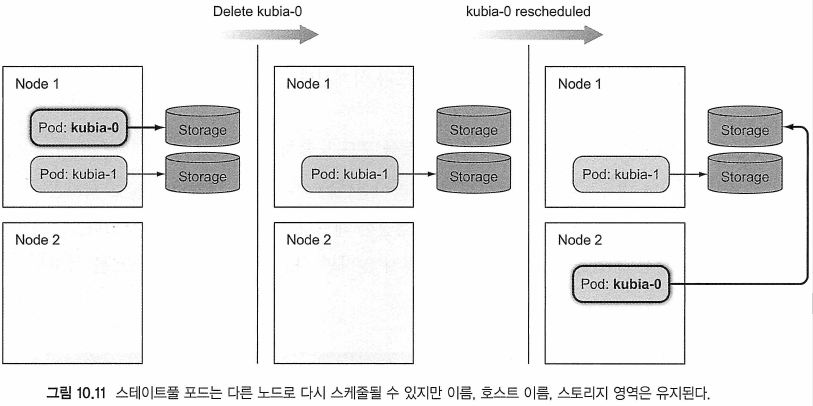 Delete kubia-0
kubia-0 rescheduled
Node 1
Pod: kubia-0
Storage
Pod: kubia-1
Storage
Node 2
Node 1
Storage
Pod: kubia-1
Storage
Node 2
Node 1
Storage
Pod: kubia-1
Storage
Node 2
Pod: kubia-0
그림 10.11 스테이트풀 포드는 다른 노드로 다시 스케줄될 수 있지만 이름, 호스트 이름, 스토리지 영역은 유지된다.